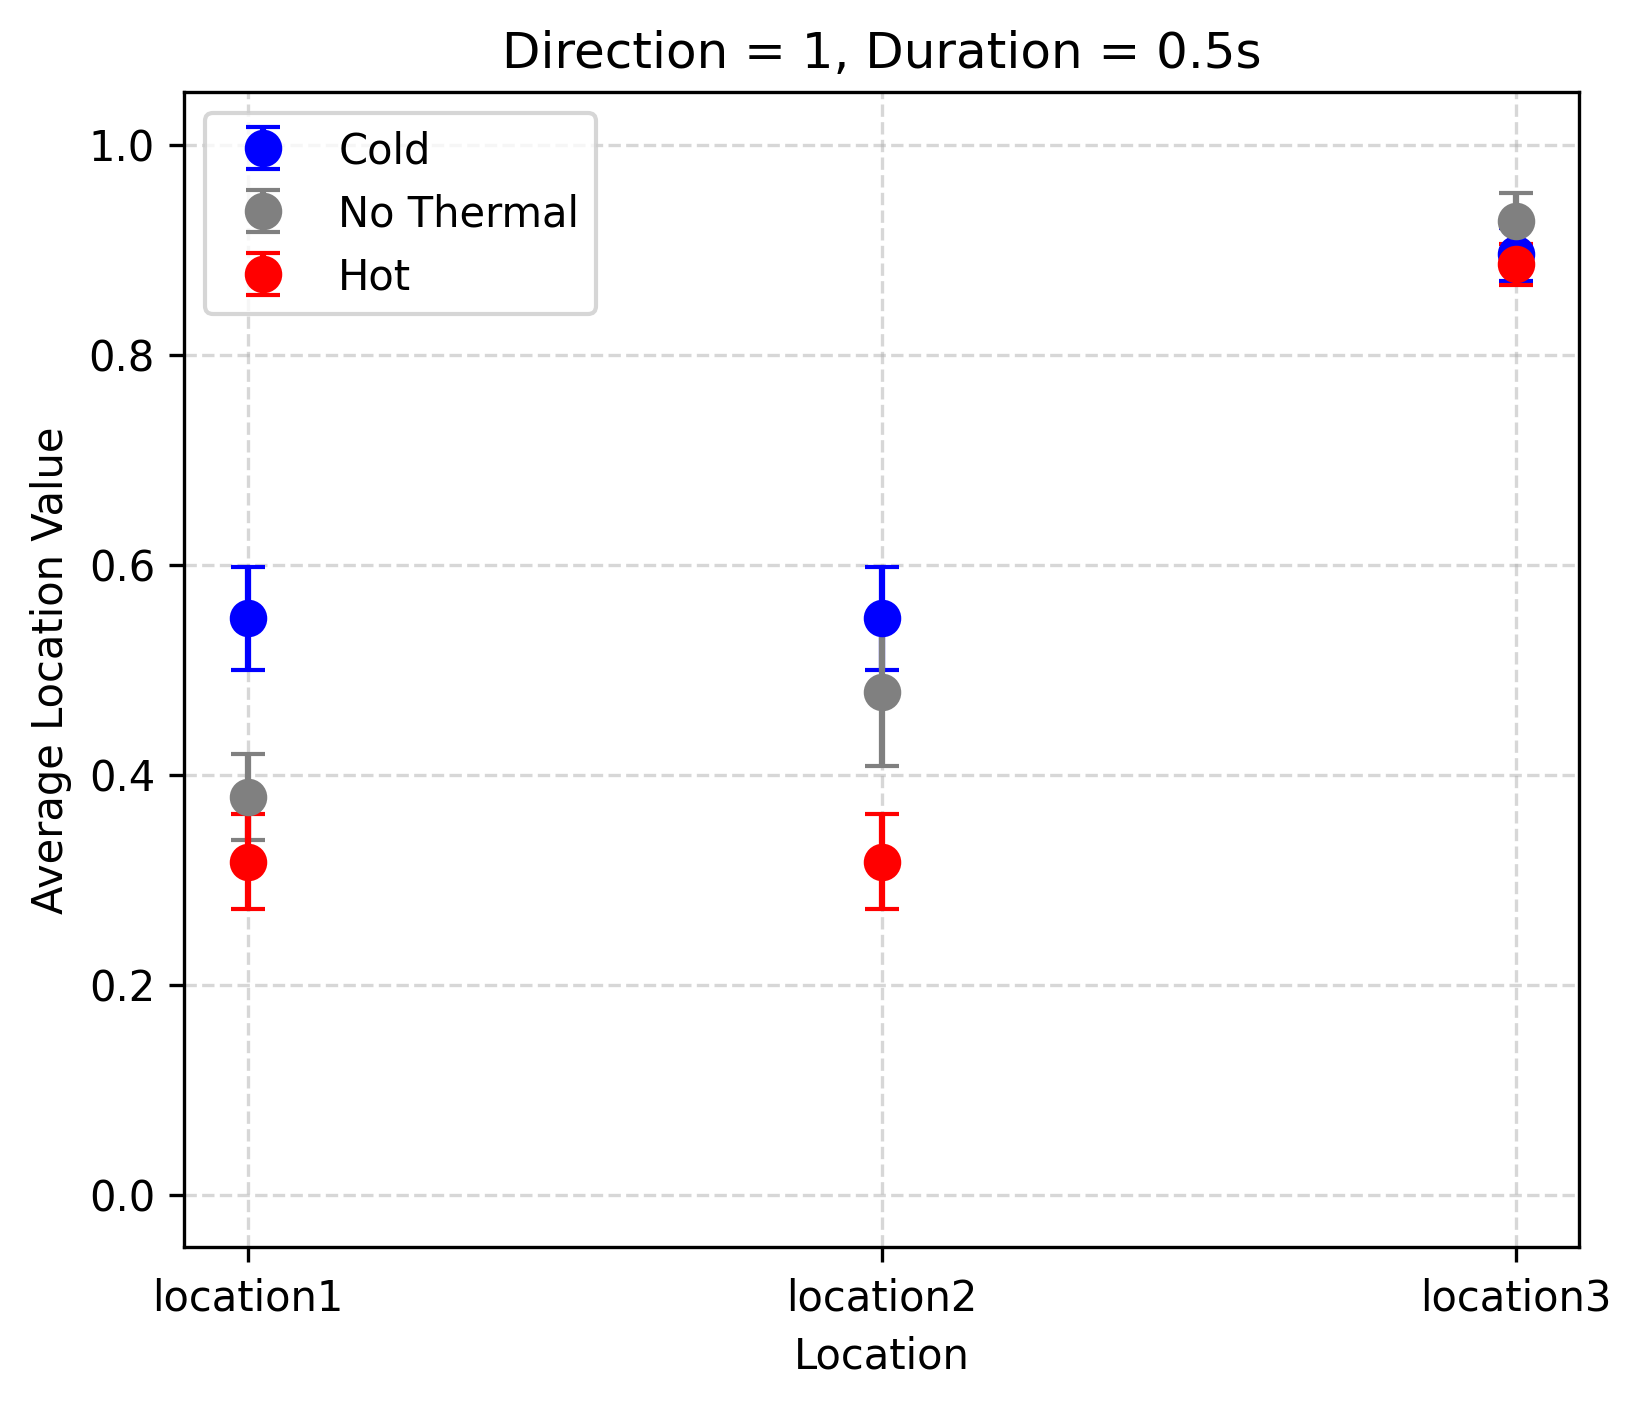 Direction = 1, Duration = 0.5s
Cold
No Thermal
Hot
1.0
0.8
0.6
0.4
0.2
0.0
Average Location Value
location1
location2
location3
Location